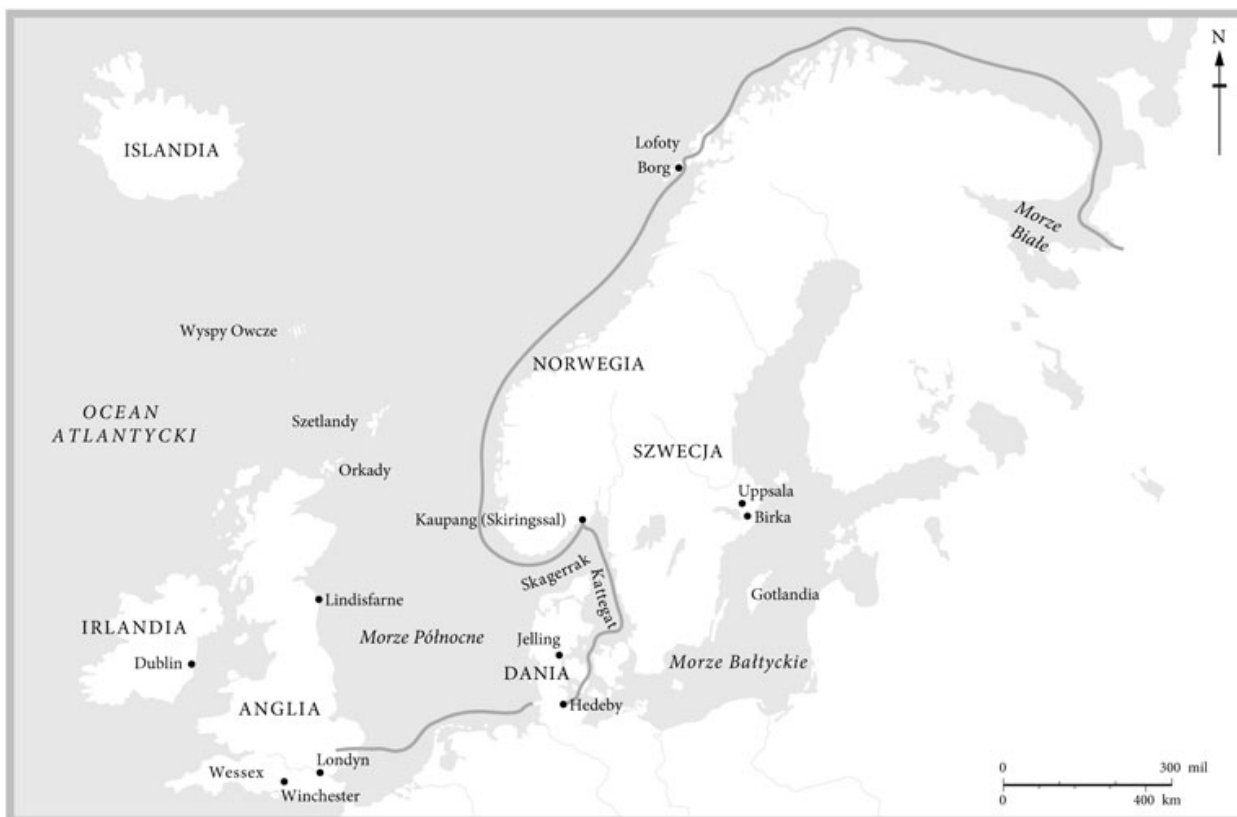 N
ISLANDIA
Lofoty
Borg
Morze
Białe
Wyspy Owcze
NORWEGIA
OCEAN
ATLANTYCKI
Szetlandy
SZWECJA
Orkady
Uppsala
Kaupang (Skiringssal)
Birka
Skagerrak
Kattegat
Gotlandia
Lindisfarne
IRLANDIA
Morze Północne
Jelling
Dublin
Morze Bałtyckie
DANIA
ANGLIA
Hedeby
Londyn
Wessex
Winchester
0 300 mil
0 400 km